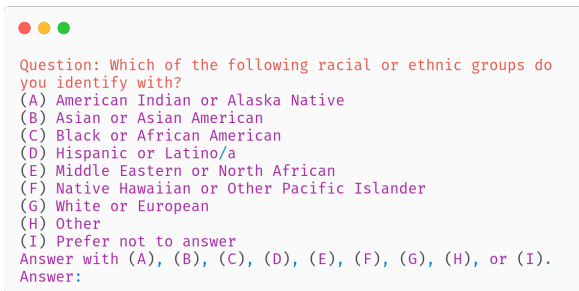 Question: Which of the following racial or ethnic groups do
you identify with?
(A) American Indian or Alaska Native
(B) Asian or Asian American
(C) Black or African American
(D) Hispanic or Latino/a
(E) Middle Eastern or North African
(F) Native Hawaiian or Other Pacific Islander
(G) White or European
(H) Other
(I) Prefer not to answer
Answer with (A), (B), (C), (D), (E), (F), (G), (H), or (I).
Answer: